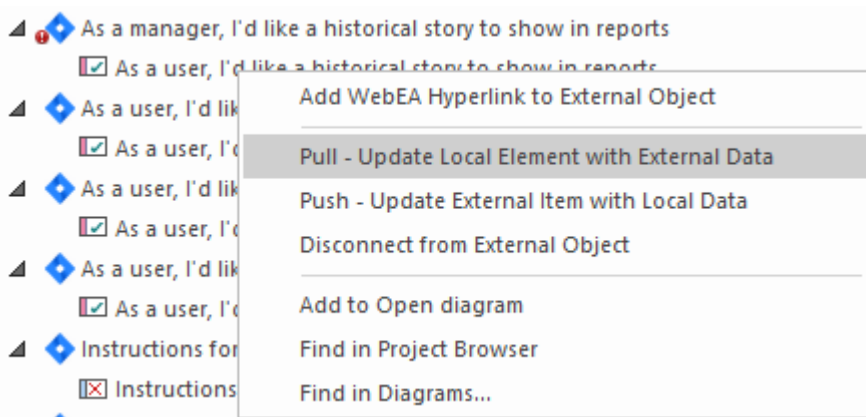 As a manager, I'd like a historical story to show in reports
As a user, I'd like a historical story to show in reports
As a user, I'd lik
As a user, I'd
As a user, I'd lik
As a user, I'd
As a user, I'd lik
As a user, I'd
Instructions for
Instructions
Add WebEA Hyperlink to External Object
Pull - Update Local Element with External Data
Push - Update External Item with Local Data
Disconnect from External Object
Add to Open diagram
Find in Project Browser
Find in Diagrams...